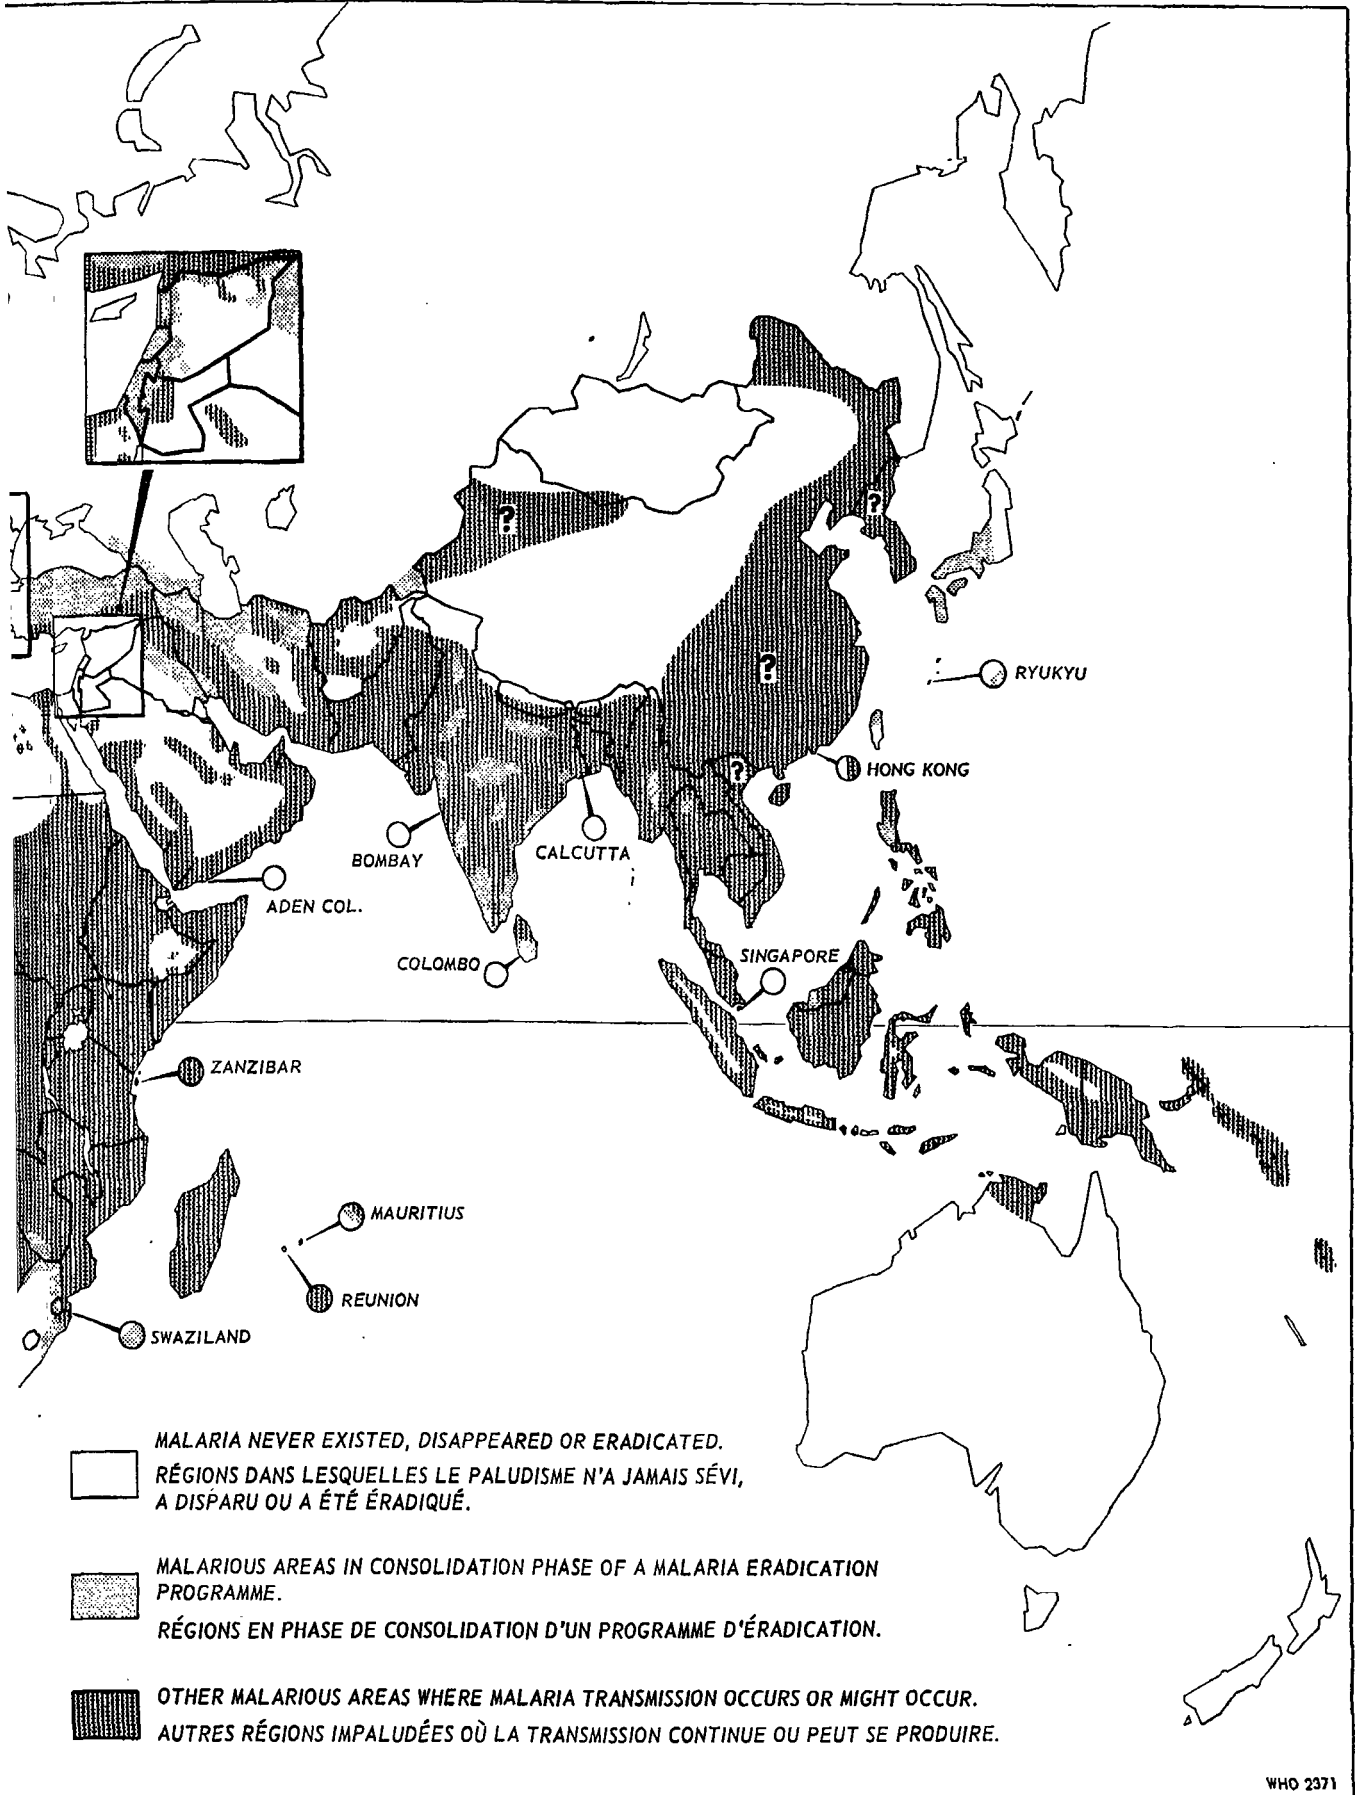 ?
?
?
RYUKYU
HONG KONG
?
BOMBAY
CALCUTTA
ADEN COL.
COLOMBO
SINGAPORE
ZANZIBAR
MAURITIUS
REUNION
SWAZILAND
MALARIA NEVER EXISTED, DISAPPEARED OR ERADICATED.
RÉGIONS DANS LESQUELLES LE PALUDISME N'A JAMAIS SÉVI,
A DISPARU OU A ÉTÉ ÉRADIQUÉ.
MALARIOUS AREAS IN CONSOLIDATION PHASE OF A MALARIA ERADICATION
PROGRAMME.
RÉGIONS EN PHASE DE CONSOLIDATION D'UN PROGRAMME D'ÉRADICATION.
OTHER MALARIOUS AREAS WHERE MALARIA TRANSMISSION OCCURS OR MIGHT OCCUR.
AUTRES RÉGIONS IMPALUDÉES OÙ LA TRANSMISSION CONTINUE OU PEUT SE PRODUIRE.
WHO 2371